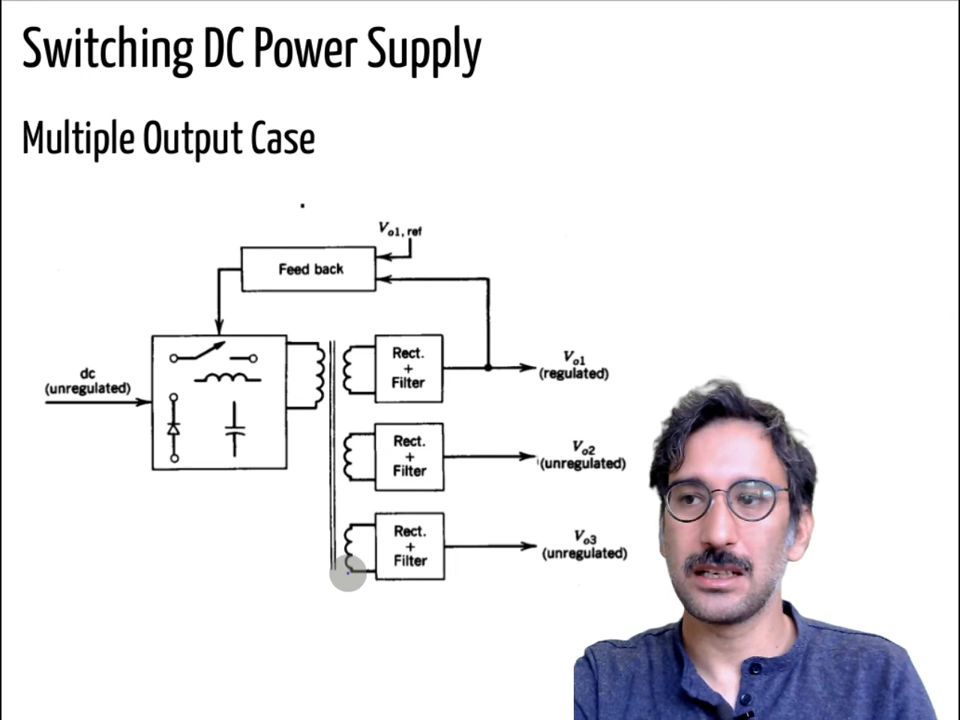 Switching DC Power Supply
Multiple Output Case
Vo1, ref
Feed back
dc
(unregulated)
Rect.
+
Filter
Vo1
(regulated)
Rect.
+
Filter
Vo2
(unregulated)
Rect.
+
Filter
Vo3
(unregulated)